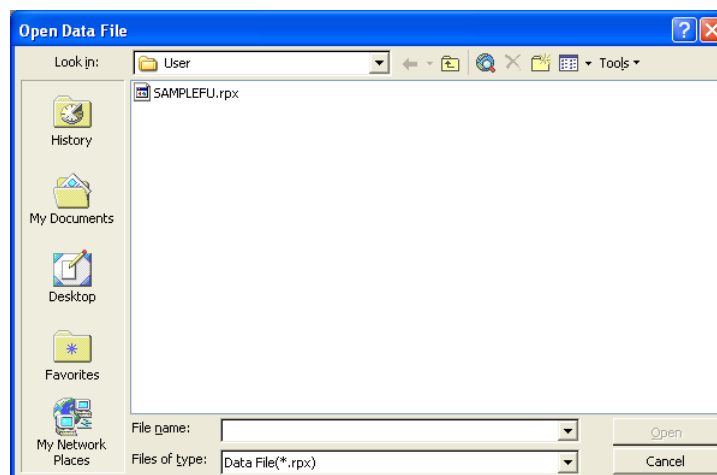 Open Data File
Look in: User Tools
SAMPLEFU.rpx
History
My Documents
Desktop
Favorites
My Network
Places
File name: Open
Files of type: Data File(*.rpx) Cancel